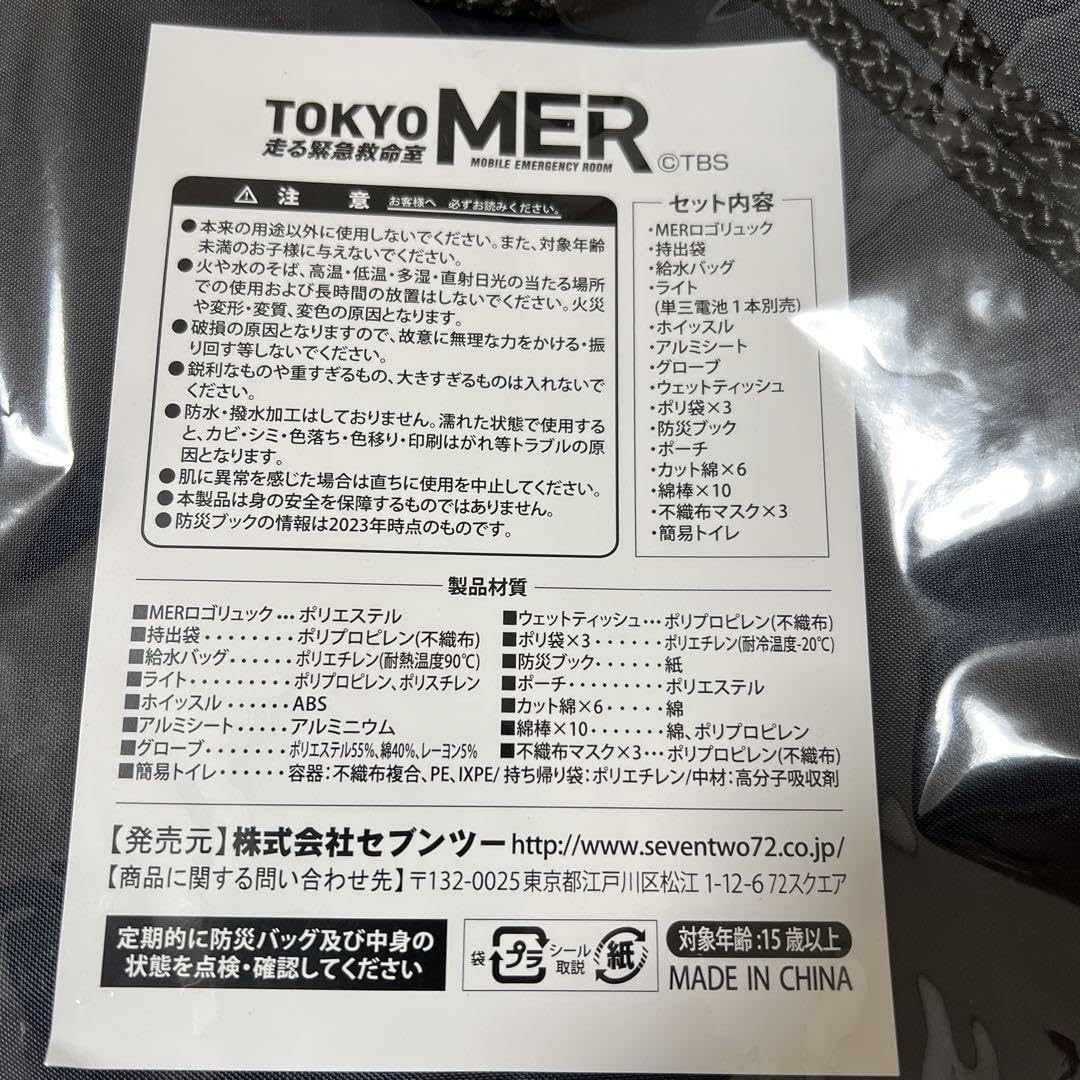 TOKYO MER
走る緊急救命室
MOBILE EMERGENCY ROOM
©TBS
注 意 お客様へ 必ずお読みください。
●本来の用途以外に使用しないでください。また、対象年齢
未満のお子様に与えないでください。
●火や水のそば、高温・低温・多湿・直射日光の当たる場所
での使用および長時間の放置はしないでください。火災
や変形・変質、変色の原因となります。
●破損の原因となりますので、故意に無理な力をかける・振
り回す等しないでください。
●鋭利なものや重すぎるもの、大きすぎるものは入れないで
ください。
●防水・撥水加工はしておりません。濡れた状態で使用する
と、カビ・シミ・色落ち・色移り・印刷はがれ等トラブルの原
因となります。
●肌に異常を感じた場合は直ちに使用を中止してください。
●本製品は身の安全を保障するものではありません。
●防災ブックの情報は2023年時点のものです。
セット内容
・MERロゴリュック
・持出袋
・給水バッグ
・ライト
(単三電池1本別売)
・ホイッスル
・アルミシート
・グローブ
・ウェットティッシュ
・ポリ袋×3
・防災ブック
・ポーチ
・カット綿×6
・綿棒×10
・不織布マスク×3
・簡易トイレ
製品材質
■MERロゴリュック…ポリエステル
■持出袋・・・・・・・・ポリプロピレン(不織布)
■給水バッグ・・・・・・ポリエチレン(耐熱温度90℃)
■ライト・・・・・・・・・ポリプロピレン、ポリスチレン
■ホイッスル・・・・・・ABS
■アルミシート・・・・・アルミニウム
■グローブ・・・・・・・ポリエステル55%、綿40%、レーヨン5%
■ウェットティッシュ…ポリプロピレン(不織布)
■ポリ袋×3・・・・・・ポリエチレン(耐冷温度-20℃)
■防災ブック・・・・・紙
■ポーチ・・・・・・・・・ポリエステル
■カット綿×6・・・・・綿
■綿棒×10・・・・・・綿、ポリプロピレン
■不織布マスク×3…ポリプロピレン(不織布)
■簡易トイレ・・・・・・容器:不織布複合、PE、IXPE/持ち帰り袋:ポリエチレン/中材:高分子吸収剤
【発売元】株式会社セブンツー http://www.seventwo72.co.jp/
【商品に関する問い合わせ先】〒132-0025東京都江戸川区松江1-12-6 72スクエア
定期的に防災バッグ及び中身の
状態を点検・確認してください
袋 プラ シール 取説 紙
対象年齢:15歳以上
MADE IN CHINA